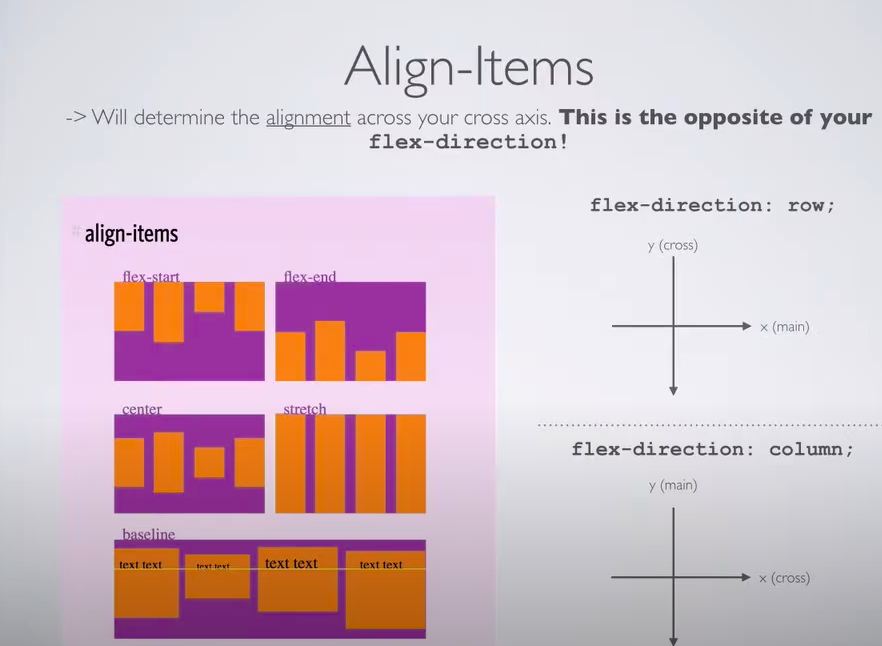 Align-Items
-> Will determine the alignment across your cross axis. This is the opposite of your
flex-direction!
# align-items
flex-start
flex-end
center
stretch
baseline
text text
text text
text text
text text
flex-direction: row;
y (cross)
x (main)
flex-direction: column;
y (main)
x (cross)